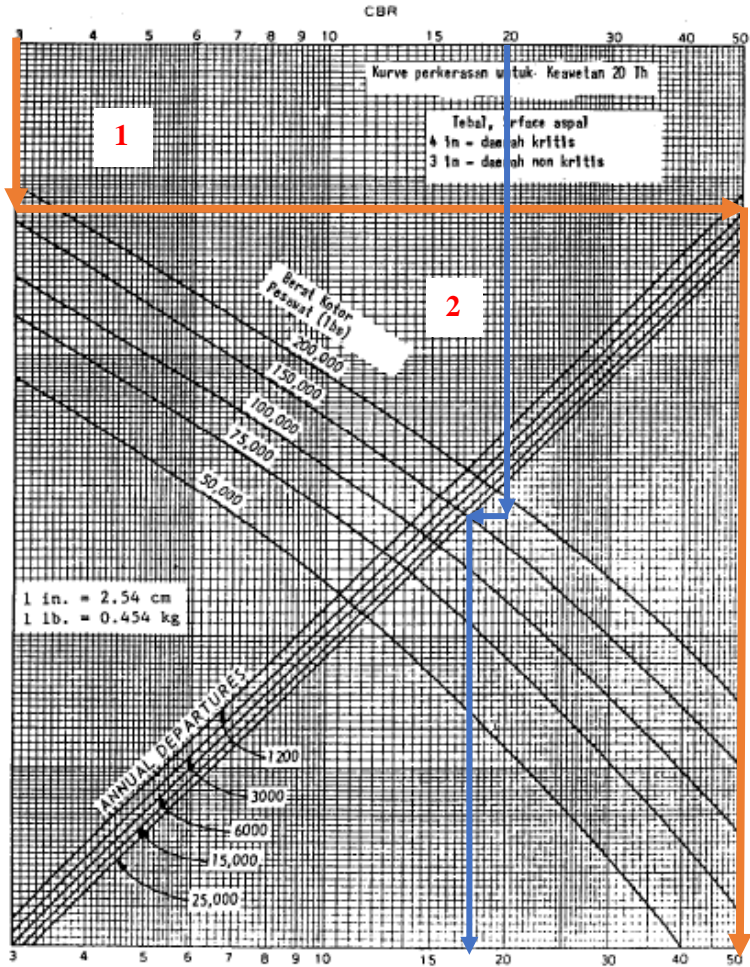 CBR
3 4 5 6 7 8 9 10 15 20 30 40 50
Kurve perkerasan untuk Keawetan 20 Th
Tebal, rface aspal
4 in - daerah kritis
3 in - daerah non kritis
1
2
Berat Kotor
Pesawat (lbs)
200,000
150,000
100,000
75,000
50,000
1 in. = 2.54 cm
1 lb. = 0.454 kg
ANNUAL DEPARTURES
1200
3000
6000
15,000
25,000
3 4 5 6 7 8 9 10 15 20 30 40 50